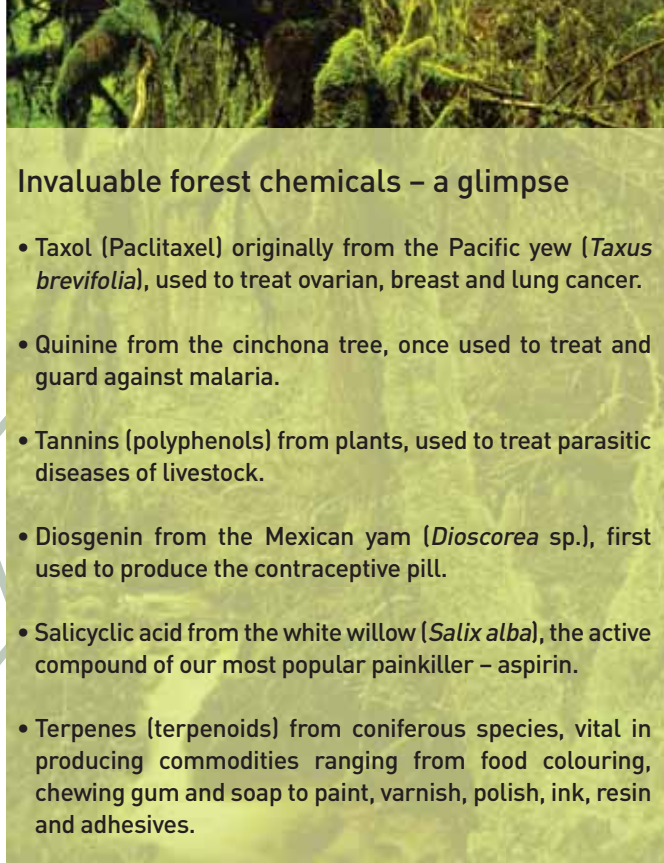 Invaluable forest chemicals – a glimpse
• Taxol (Paclitaxel) originally from the Pacific yew (Taxus
brevifolia), used to treat ovarian, breast and lung cancer.
• Quinine from the cinchona tree, once used to treat and
guard against malaria.
• Tannins (polyphenols) from plants, used to treat parasitic
diseases of livestock.
• Diosgenin from the Mexican yam (Dioscorea sp.), first
used to produce the contraceptive pill.
• Salicyclic acid from the white willow (Salix alba), the active
compound of our most popular painkiller – aspirin.
• Terpenes (terpenoids) from coniferous species, vital in
producing commodities ranging from food colouring,
chewing gum and soap to paint, varnish, polish, ink, resin
and adhesives.